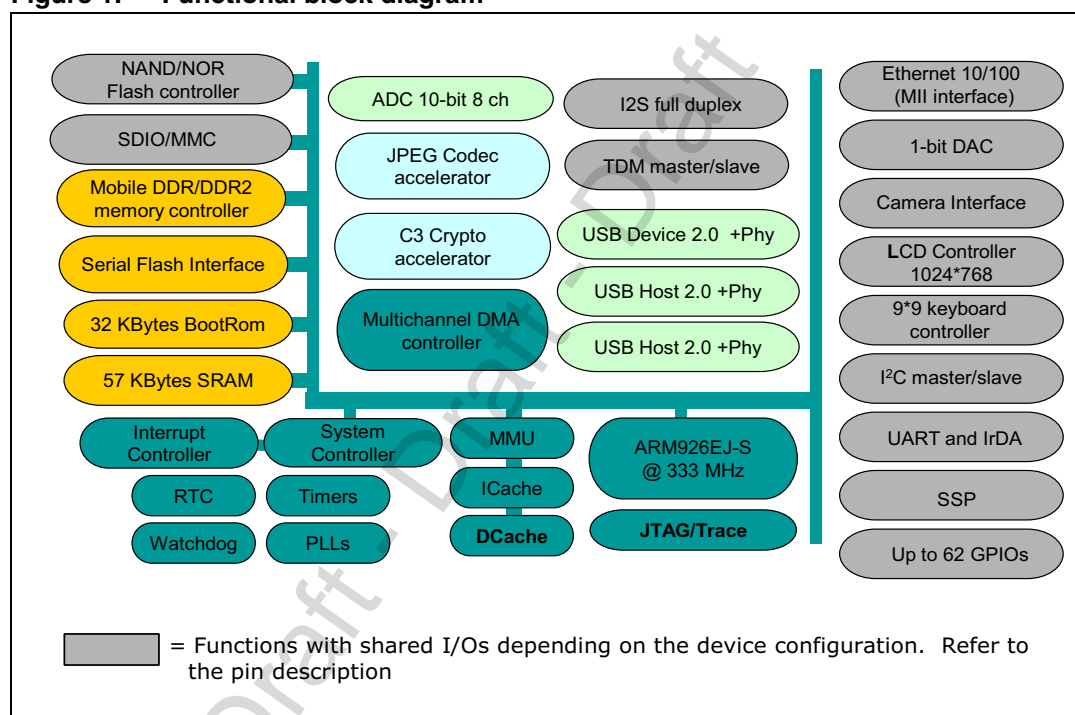 Figure 1. Functional block diagram
NAND/NOR
Flash controller
SDIO/MMC
Mobile DDR/DDR2
memory controller
Serial Flash Interface
32 KBytes BootRom
57 KBytes SRAM
ADC 10-bit 8 ch
JPEG Codec
accelerator
C3 Crypto
accelerator
Multichannel DMA
controller
I2S full duplex
TDM master/slave
USB Device 2.0 +Phy
USB Host 2.0 +Phy
USB Host 2.0 +Phy
Ethernet 10/100
(MII interface)
1-bit DAC
Camera Interface
LCD Controller
1024*768
9*9 keyboard
controller
I²C master/slave
UART and IrDA
SSP
Up to 62 GPIOs
Interrupt
Controller
System
Controller
RTC
Timers
Watchdog
PLLs
MMU
ICache
DCache
ARM926EJ-S
@ 333 MHz
JTAG/Trace
= Functions with shared I/Os depending on the device configuration. Refer to
the pin description
Draft - Draft - Draft